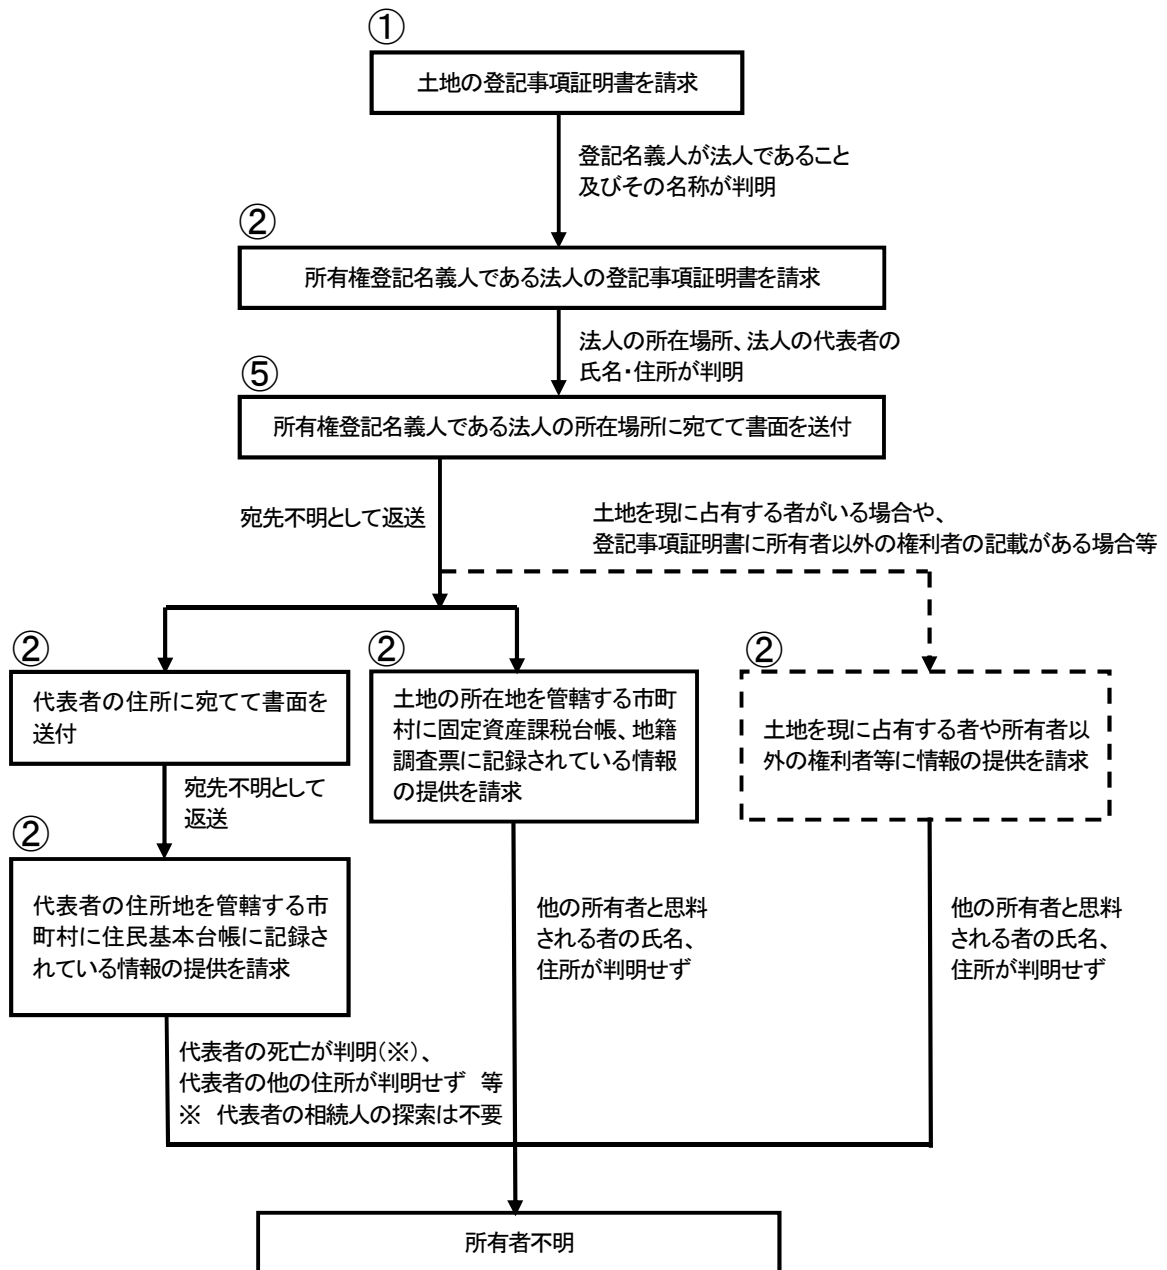 ①
土地の登記事項証明書を請求
登記名義人が法人であること
及びその名称が判明
②
所有権登記名義人である法人の登記事項証明書を請求
法人の所在場所、法人の代表者の
氏名・住所が判明
⑤
所有権登記名義人である法人の所在場所に宛てて書面を送付
宛先不明として返送
土地を現に占有する者がいる場合や、
登記事項証明書に所有者以外の権利者の記載がある場合等
②
代表者の住所に宛てて書面を
送付
②
土地の所在地を管轄する市町
村に固定資産課税台帳、地籍
調査票に記録されている情報
の提供を請求
②
土地を現に占有する者や所有者以
外の権利者等に情報の提供を請求
宛先不明として
返送
②
代表者の住所地を管轄する市
町村に住民基本台帳に記録さ
れている情報の提供を請求
他の所有者と思料
される者の氏名、
住所が判明せず
他の所有者と思料
される者の氏名、
住所が判明せず
代表者の死亡が判明(※)、
代表者の他の住所が判明せず 等
※ 代表者の相続人の探索は不要
所有者不明